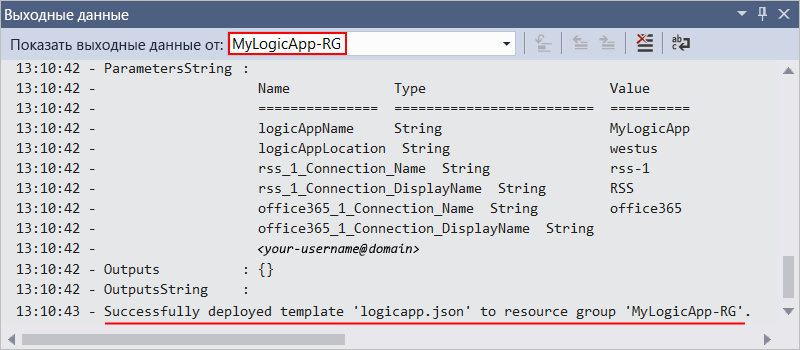 Выходные данные
Показать выходные данные от: MyLogicApp-RG
13:10:42 - ParametersString :
13:10:42 - Name Type Value
13:10:42 - =============== ========================= ==========
13:10:42 - logicAppName String MyLogicApp
13:10:42 - logicAppLocation String westus
13:10:42 - rss_1_Connection_Name String rss-1
13:10:42 - rss_1_Connection_DisplayName String RSS
13:10:42 - office365_1_Connection_Name String office365
13:10:42 - office365_1_Connection_DisplayName String
13:10:42 - <your-username@domain>
13:10:42 - Outputs : {}
13:10:42 - OutputsString :
13:10:43 - Successfully deployed template 'logicapp.json' to resource group 'MyLogicApp-RG'.